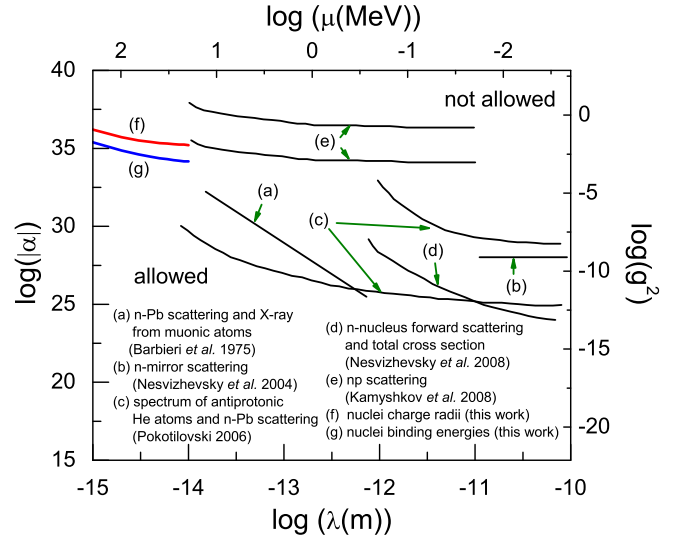 log (μ(MeV))
2 1 0 -1 -2
40
35
30
25
20
15
log(|α|)
0
-5
-10
-15
-20
log(g²)
not allowed
allowed
(f)
(g)
(e)
(a)
(c)
(d)
(b)
(a) n-Pb scattering and X-ray
from muonic atoms
(Barbieri et al. 1975)
(b) n-mirror scattering
(Nesvizhevsky et al. 2004)
(c) spectrum of antiprotonic
He atoms and n-Pb scattering
(Pokotilovski 2006)
(d) n-nucleus forward scattering
and total cross section
(Nesvizhevsky et al. 2008)
(e) np scattering
(Kamyshkov et al. 2008)
(f) nuclei charge radii (this work)
(g) nuclei binding energies (this work)
-15 -14 -13 -12 -11 -10
log (λ(m))